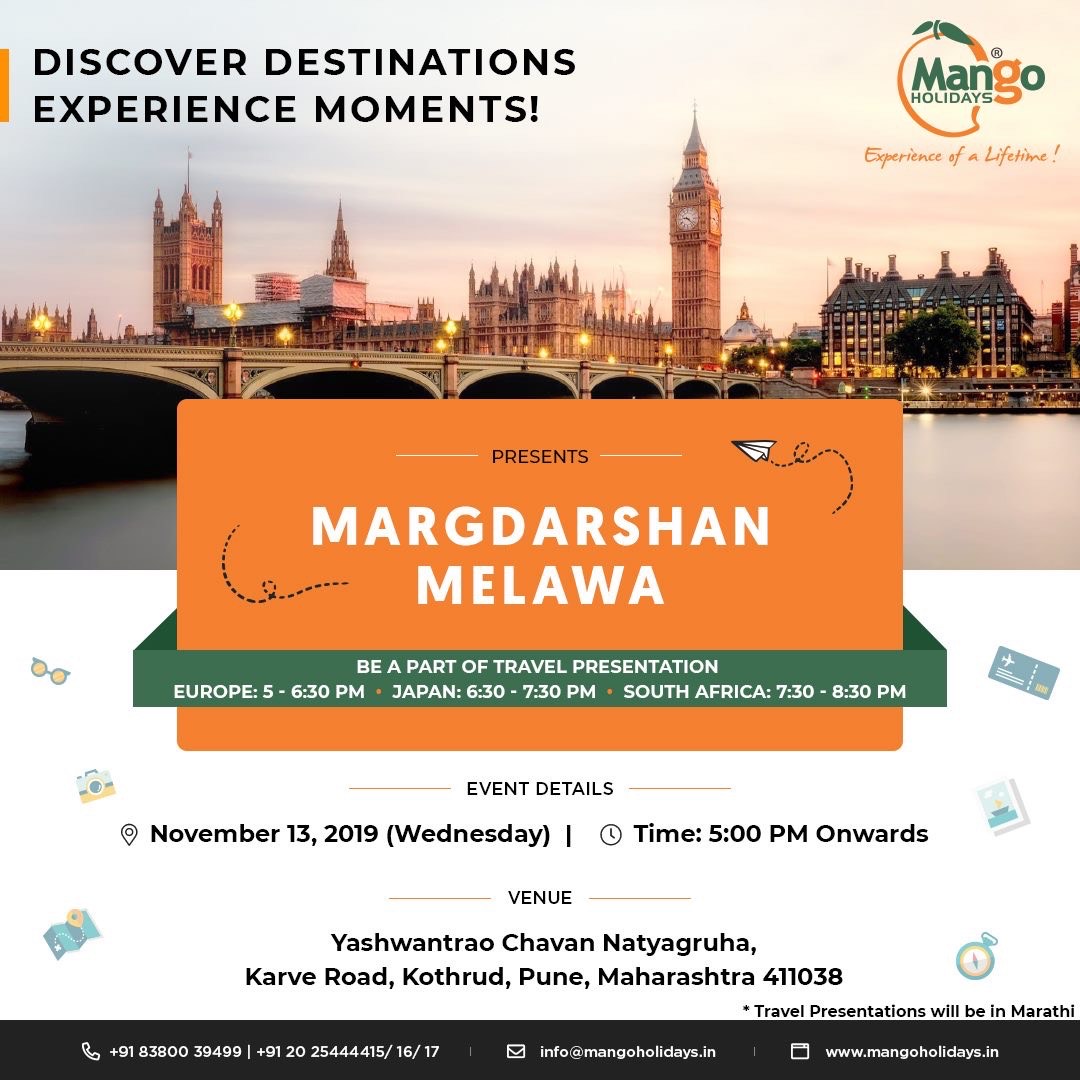 DISCOVER DESTINATIONS
EXPERIENCE MOMENTS!
Mango®
HOLIDAYS
Experience of a Lifetime!
PRESENTS
MARGDARSHAN
MELAWA
BE A PART OF TRAVEL PRESENTATION
EUROPE: 5 - 6:30 PM • JAPAN: 6:30 - 7:30 PM • SOUTH AFRICA: 7:30 - 8:30 PM
EVENT DETAILS
November 13, 2019 (Wednesday) | Time: 5:00 PM Onwards
VENUE
Yashwantrao Chavan Natyagruha,
Karve Road, Kothrud, Pune, Maharashtra 411038
* Travel Presentations will be in Marathi
+91 83800 39499 | +91 20 25444415/ 16/ 17 | info@mangoholidays.in | www.mangoholidays.in